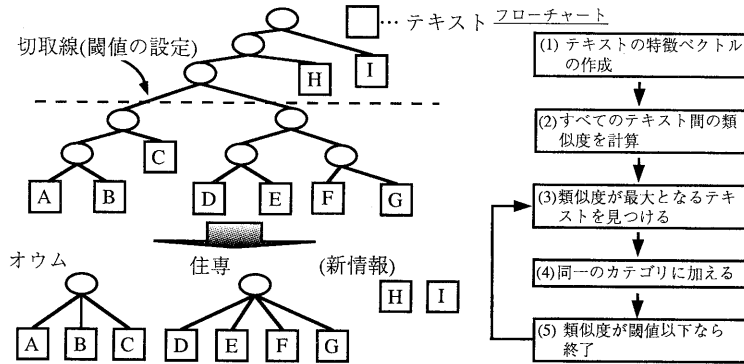 …テキスト
フローチャート
切取線(閾値の設定)
H
I
C
A
B
D
E
F
G
オウム
住専
(新情報)
H
I
A
B
C
D
E
F
G
(1) テキストの特徴ベクトル
の作成
(2)すべてのテキスト間の類
似度を計算
(3)類似度が最大となるテキ
ストを見つける
(4)同一のカテゴリに加える
(5) 類似度が閾値以下なら
終了